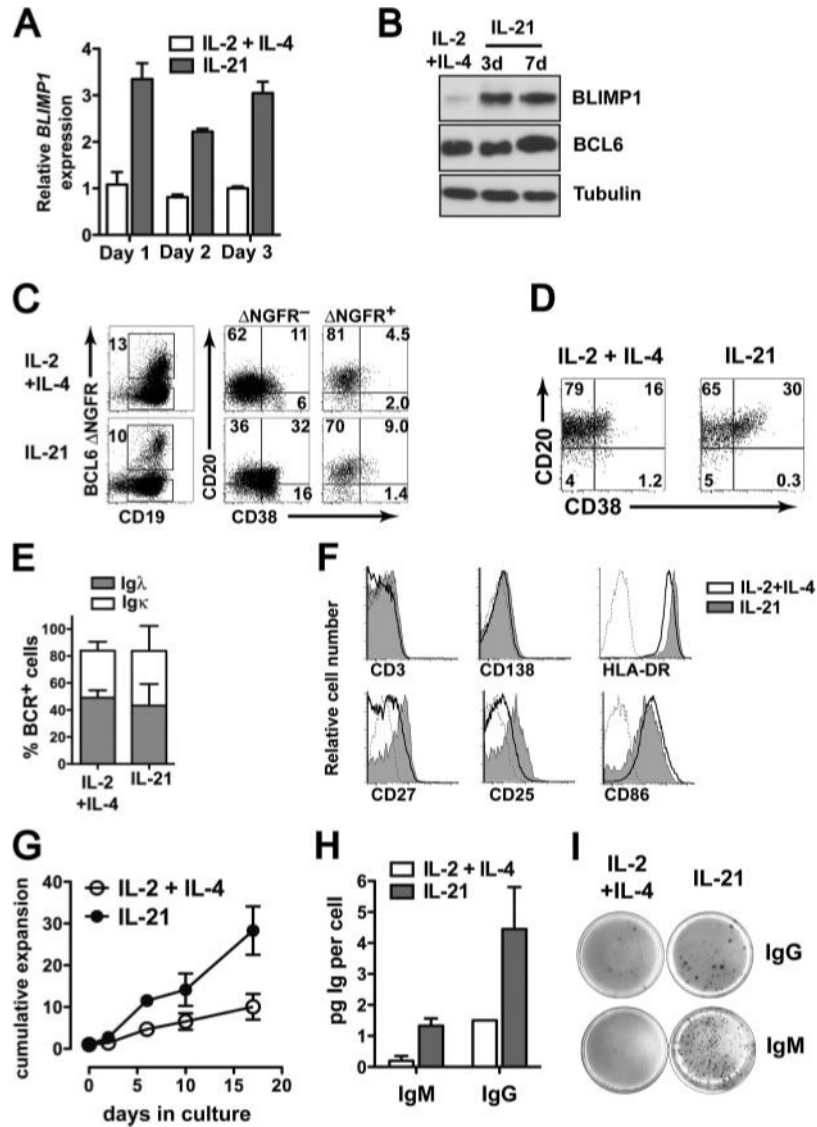 A
IL-2 + IL-4
IL-21
Relative BLIMP1
expression
4
3
2
1
0
Day 1 Day 2 Day 3
B
IL-2
+IL-4
IL-21
3d 7d
BLIMP1
BCL6
Tubulin
C
ΔNGFR– ΔNGFR+
IL-2
+IL-4
IL-21
BCL6 ΔNGFR
CD20
13
62 11
6
81 4.5
2.0
10
36 32
16
70 9.0
1.4
CD19 CD38
D
IL-2 + IL-4 IL-21
CD20
79 16
4 1.2
65 30
5 0.3
CD38
E
Igλ
Igκ
% BCR+ cells
100
80
60
40
20
0
IL-2
+IL-4
IL-21
F
Relative cell number
IL-2+IL-4
IL-21
CD3 CD138 HLA-DR
CD27 CD25 CD86
G
IL-2 + IL-4
IL-21
cumulative expansion
40
30
20
10
0
0 5 10 15 20
days in culture
H
IL-2 + IL-4
IL-21
pg Ig per cell
6
5
4
3
2
1
0
IgM IgG
I
IL-2
+IL-4
IL-21
IgG
IgM